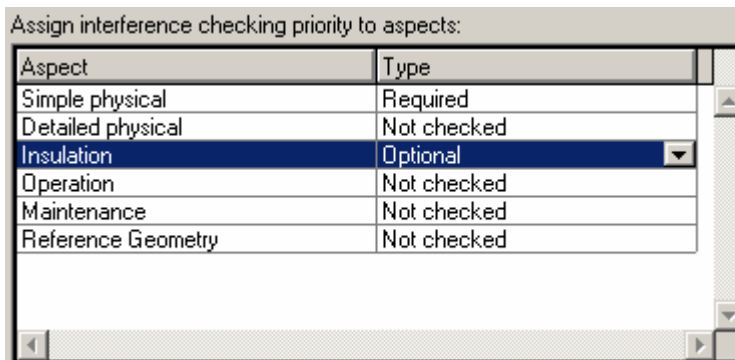 Assign interference checking priority to aspects:
Aspect Type
Simple physical Required
Detailed physical Not checked
Insulation Optional
Operation Not checked
Maintenance Not checked
Reference Geometry Not checked